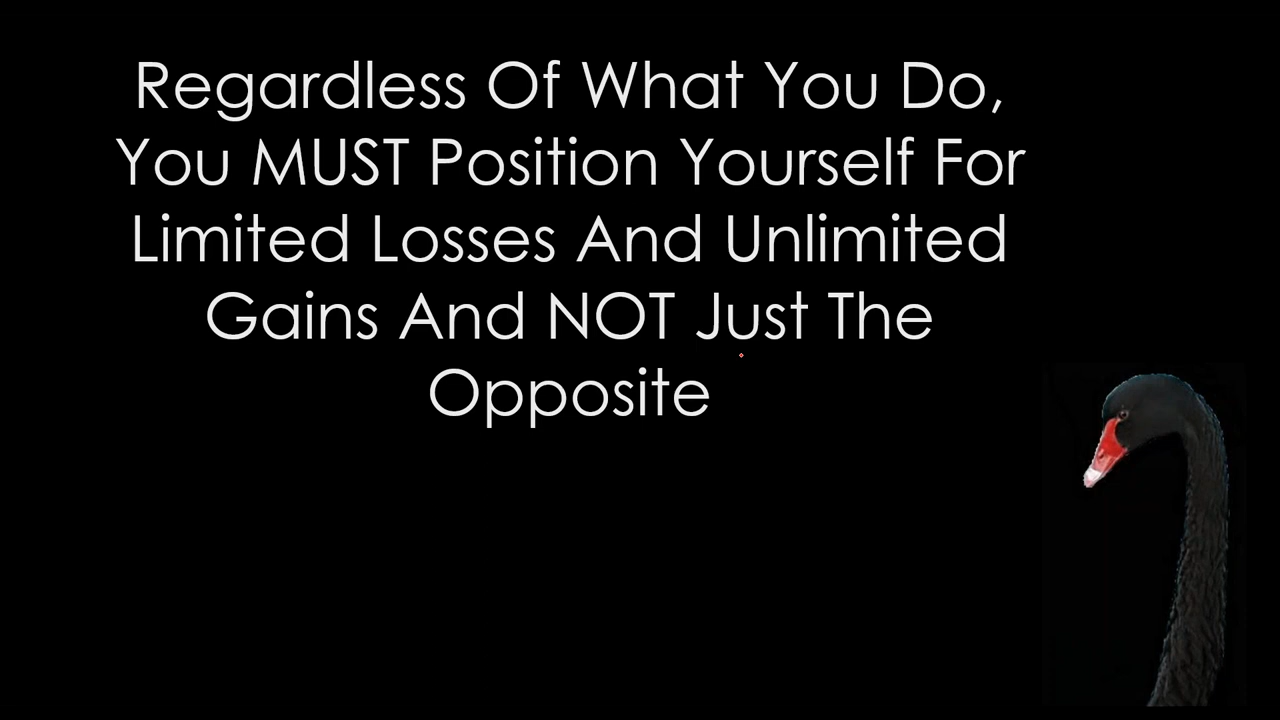 Regardless Of What You Do,
You MUST Position Yourself For
Limited Losses And Unlimited
Gains And NOT Just The
Opposite